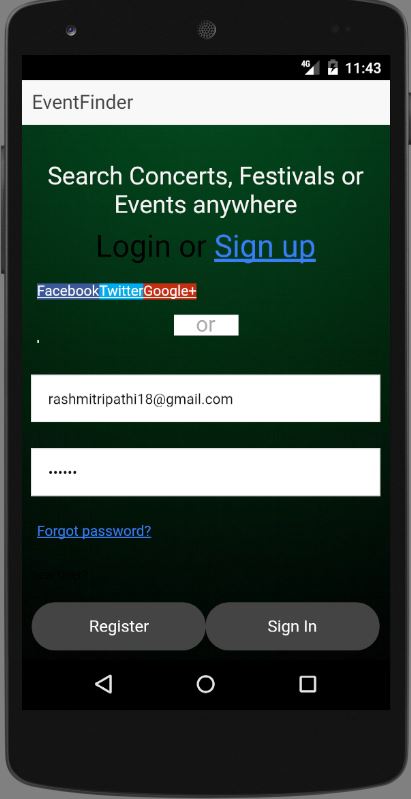 4G 11:43
EventFinder
Search Concerts, Festivals or
Events anywhere
Login or Sign up
FacebookTwitterGoogle+
or
rashmitripathi18@gmail.com
••••••
Forgot password?
Register Sign In